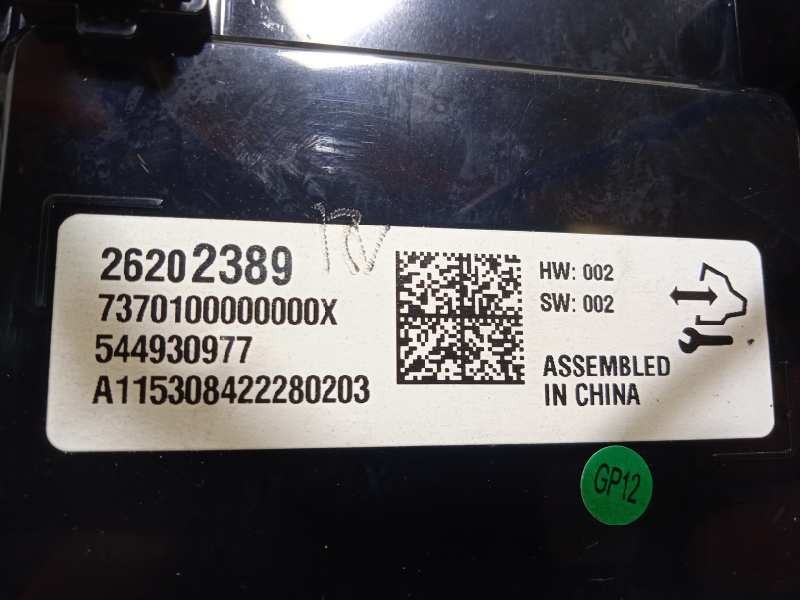 26202389
7370100000000X
544930977
A115308422280203
HW: 002
SW: 002
ASSEMBLED
IN CHINA
GP12